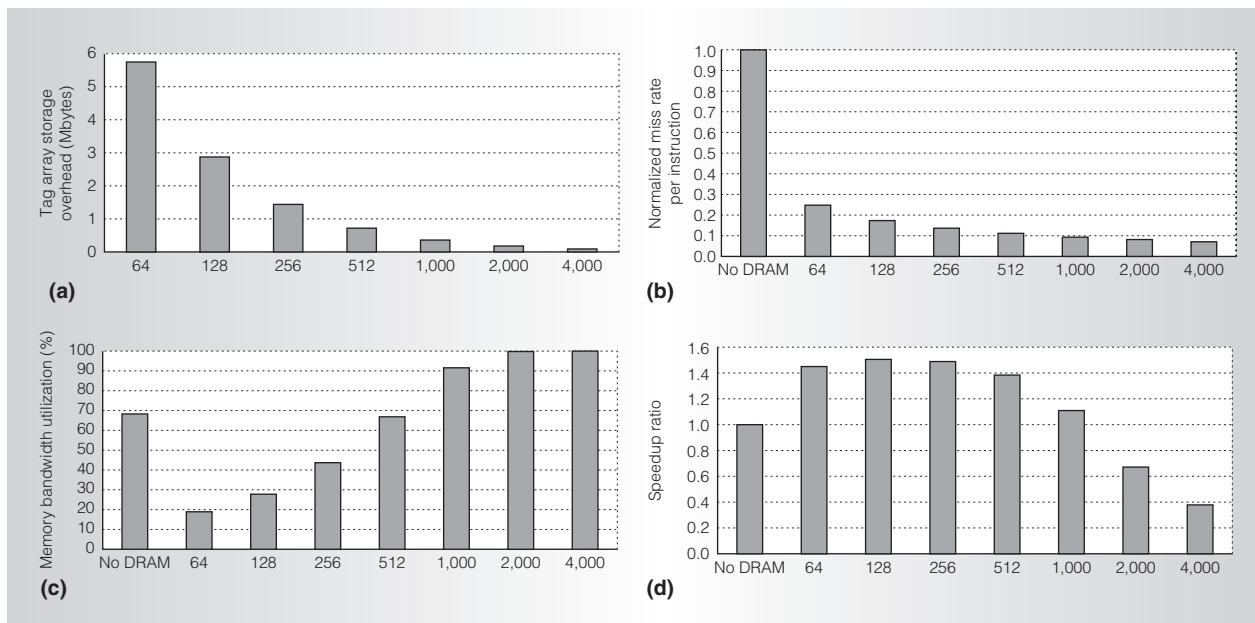 Tag array storage
overhead (Mbytes)
6
5
4
3
2
1
0
64 128 256 512 1,000 2,000 4,000
(a)
Normalized miss rate
per instruction
1.0
0.9
0.8
0.7
0.6
0.5
0.4
0.3
0.2
0.1
0.0
No DRAM 64 128 256 512 1,000 2,000 4,000
(b)
Memory bandwidth utilization (%)
100
90
80
70
60
50
40
30
20
10
0
No DRAM 64 128 256 512 1,000 2,000 4,000
(c)
Speedup ratio
1.6
1.4
1.2
1.0
0.8
0.6
0.4
0.2
0.0
No DRAM 64 128 256 512 1,000 2,000 4,000
(d)